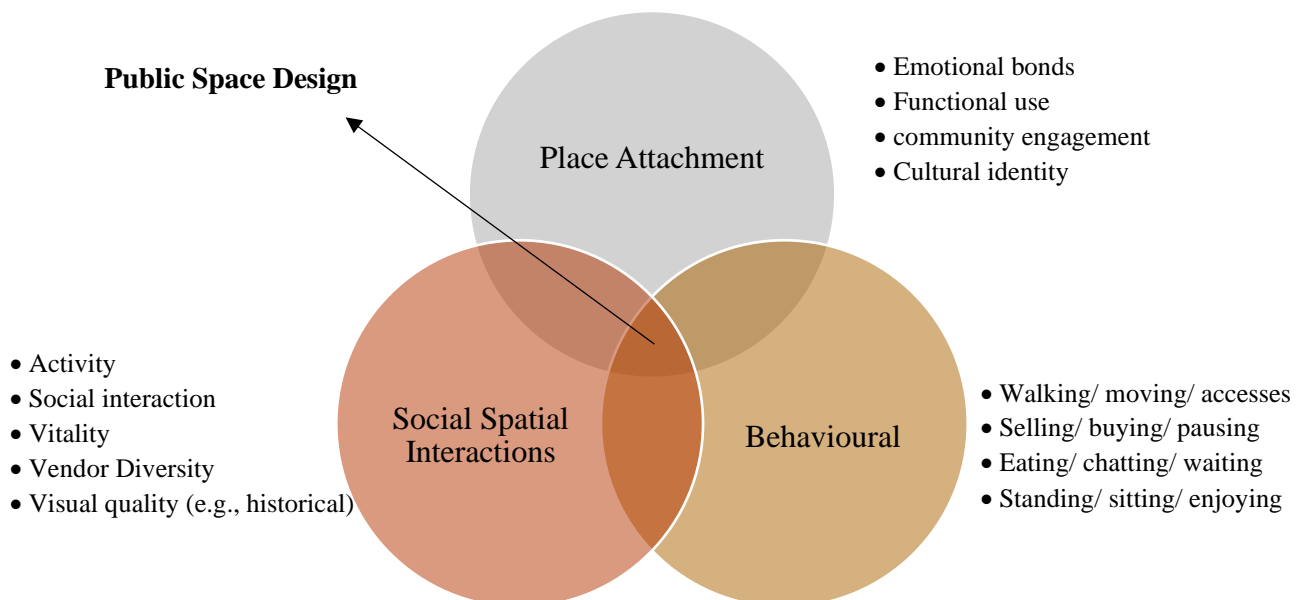 Public Space Design
Place Attachment
• Emotional bonds
• Functional use
• community engagement
• Cultural identity
Social Spatial
Interactions
• Activity
• Social interaction
• Vitality
• Vendor Diversity
• Visual quality (e.g., historical)
Behavioural
• Walking/ moving/ accesses
• Selling/ buying/ pausing
• Eating/ chatting/ waiting
• Standing/ sitting/ enjoying